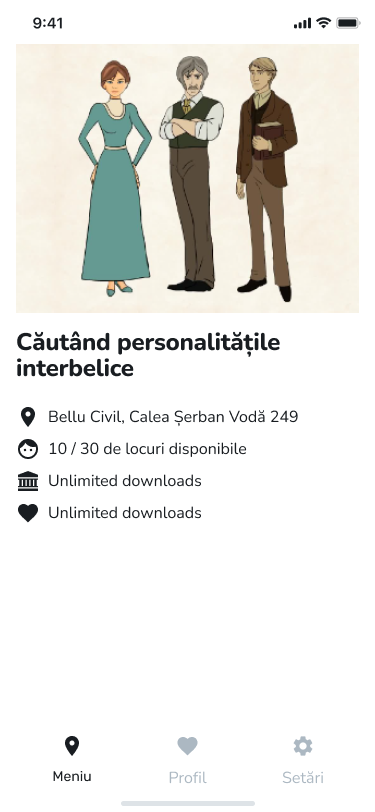 9:41
Căutând personalitățile
interbelice
Bellu Civil, Calea Șerban Vodă 249
10 / 30 de locuri disponibile
Unlimited downloads
Unlimited downloads
Meniu Profil Setări